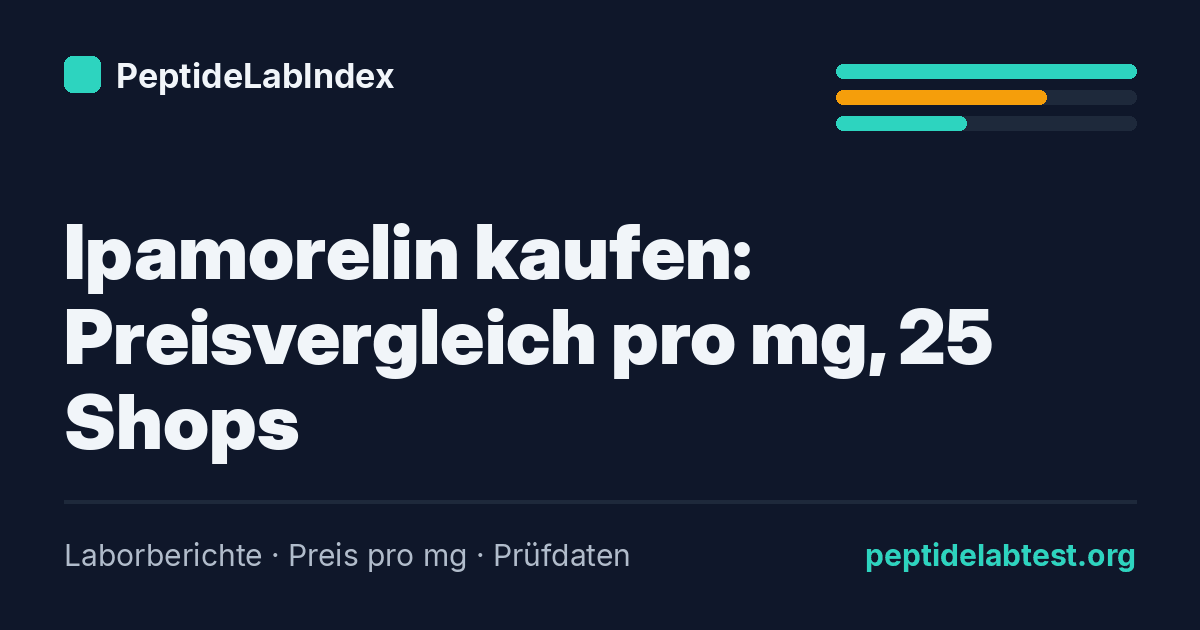 PeptideLabIndex
Ipamorelin kaufen:
Preisvergleich pro mg, 25
Shops
Laborberichte · Preis pro mg · Prüfdaten
peptidelabtest.org